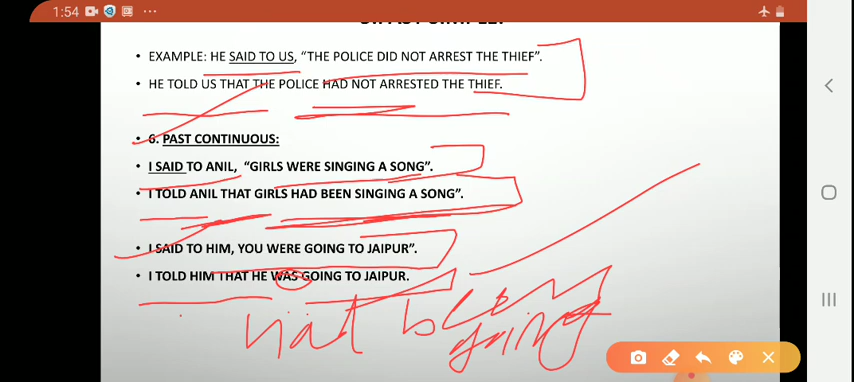 1:54
EXAMPLE: HE SAID TO US, “THE POLICE DID NOT ARREST THE THIEF”.
HE TOLD US THAT THE POLICE HAD NOT ARRESTED THE THIEF.
6. PAST CONTINUOUS:
I SAID TO ANIL, “GIRLS WERE SINGING A SONG”.
I TOLD ANIL THAT GIRLS HAD BEEN SINGING A SONG”.
I SAID TO HIM, YOU WERE GOING TO JAIPUR”.
I TOLD HIM THAT HE WAS GOING TO JAIPUR.
been
going